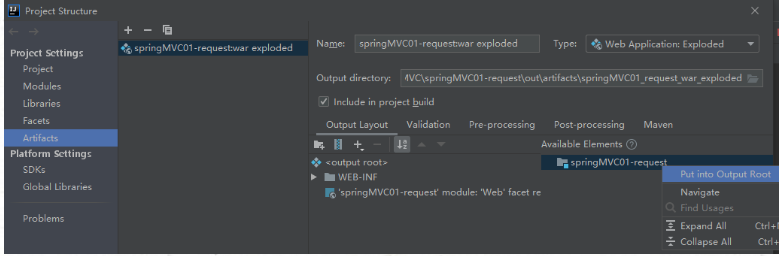 Project Structure
Project Settings
Project
Modules
Libraries
Facets
Artifacts
Platform Settings
SDKs
Global Libraries
Problems
springMVC01-request:war exploded
Name: springMVC01-request:war exploded Type: Web Application: Exploded
Output directory: MVC\springMVC01-request\out\artifacts\springMVC01_request_war_exploded
Include in project build
Output Layout Validation Pre-processing Post-processing Maven
Available Elements
<output root>
WEB-INF
'springMVC01-request' module: 'Web' facet re
springMVC01-request
Put into Output Root
Navigate
Find Usages
Expand All Ctrl+
Collapse All Ctrl+